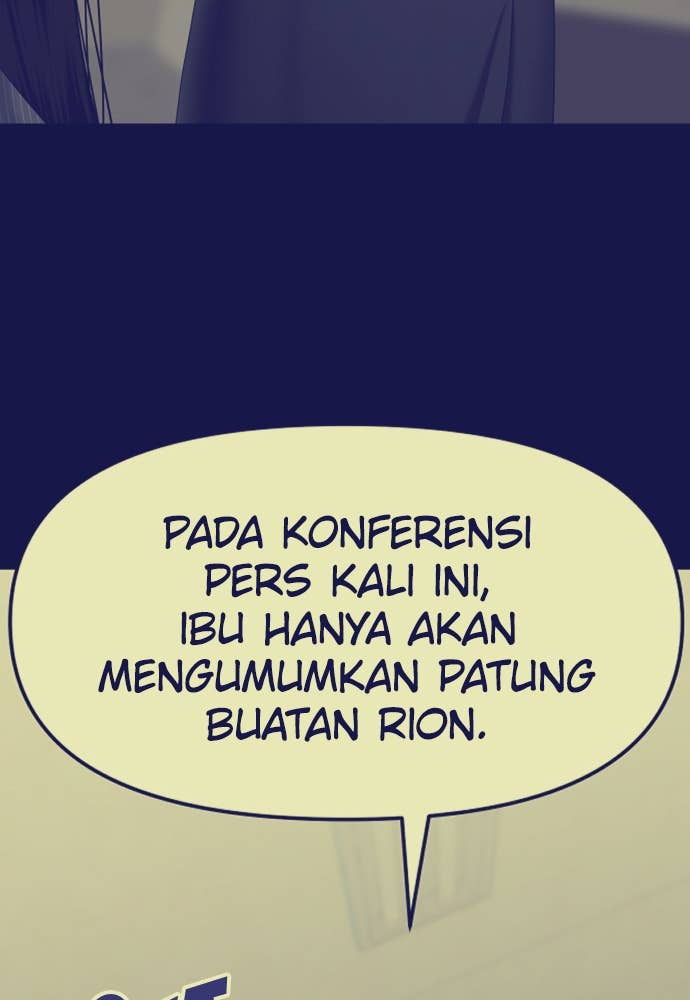 PADA KONFERENSI
PERS KALI INI,
IBU HANYA AKAN
MENGUMUMKAN PATUNG
BUATAN RION.